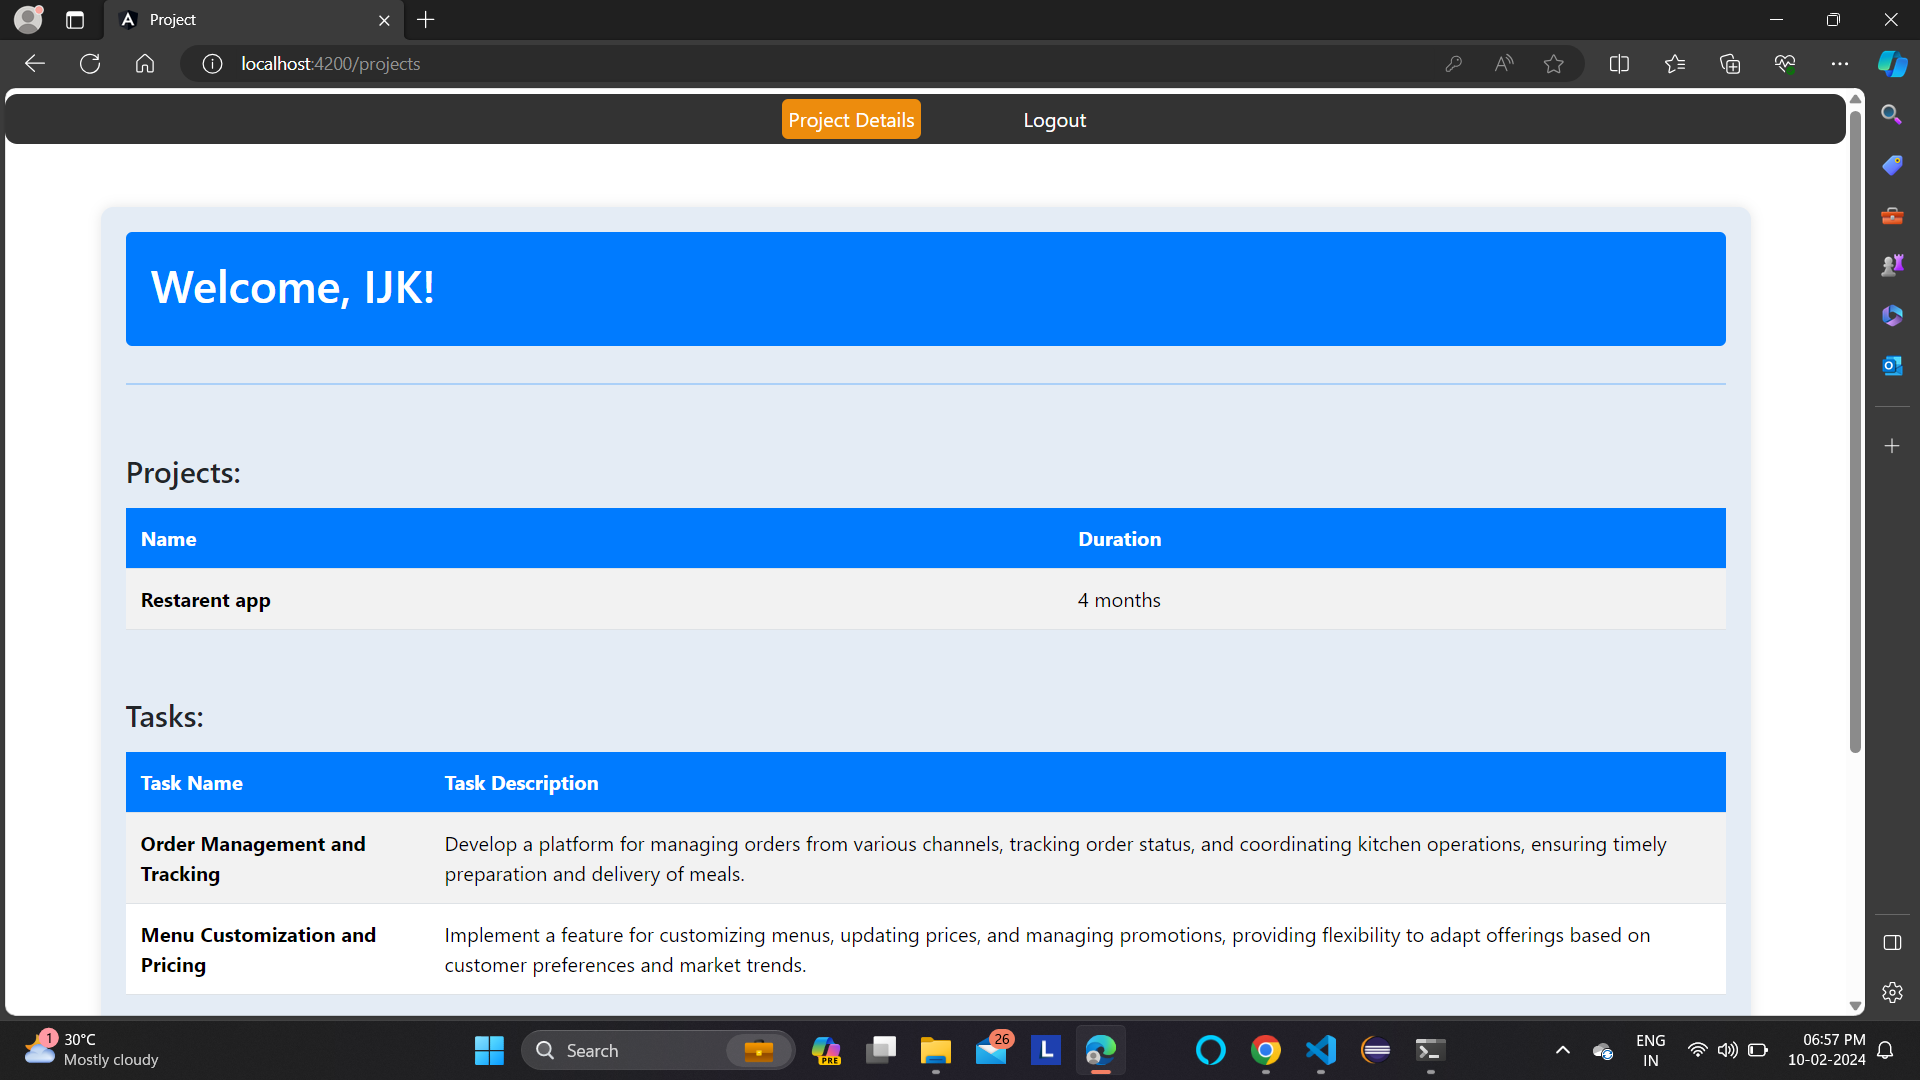 Project
localhost:4200/projects
Project Details
Logout
Welcome, IJK!
Projects:
Name
Duration
Restarent app
4 months
Tasks:
Task Name
Task Description
Order Management and
Tracking
Develop a platform for managing orders from various channels, tracking order status, and coordinating kitchen operations, ensuring timely
preparation and delivery of meals.
Menu Customization and
Pricing
Implement a feature for customizing menus, updating prices, and managing promotions, providing flexibility to adapt offerings based on
customer preferences and market trends.
1
30°C
Mostly cloudy
Search
PRE
26
L
ENG
IN
06:57 PM
10-02-2024